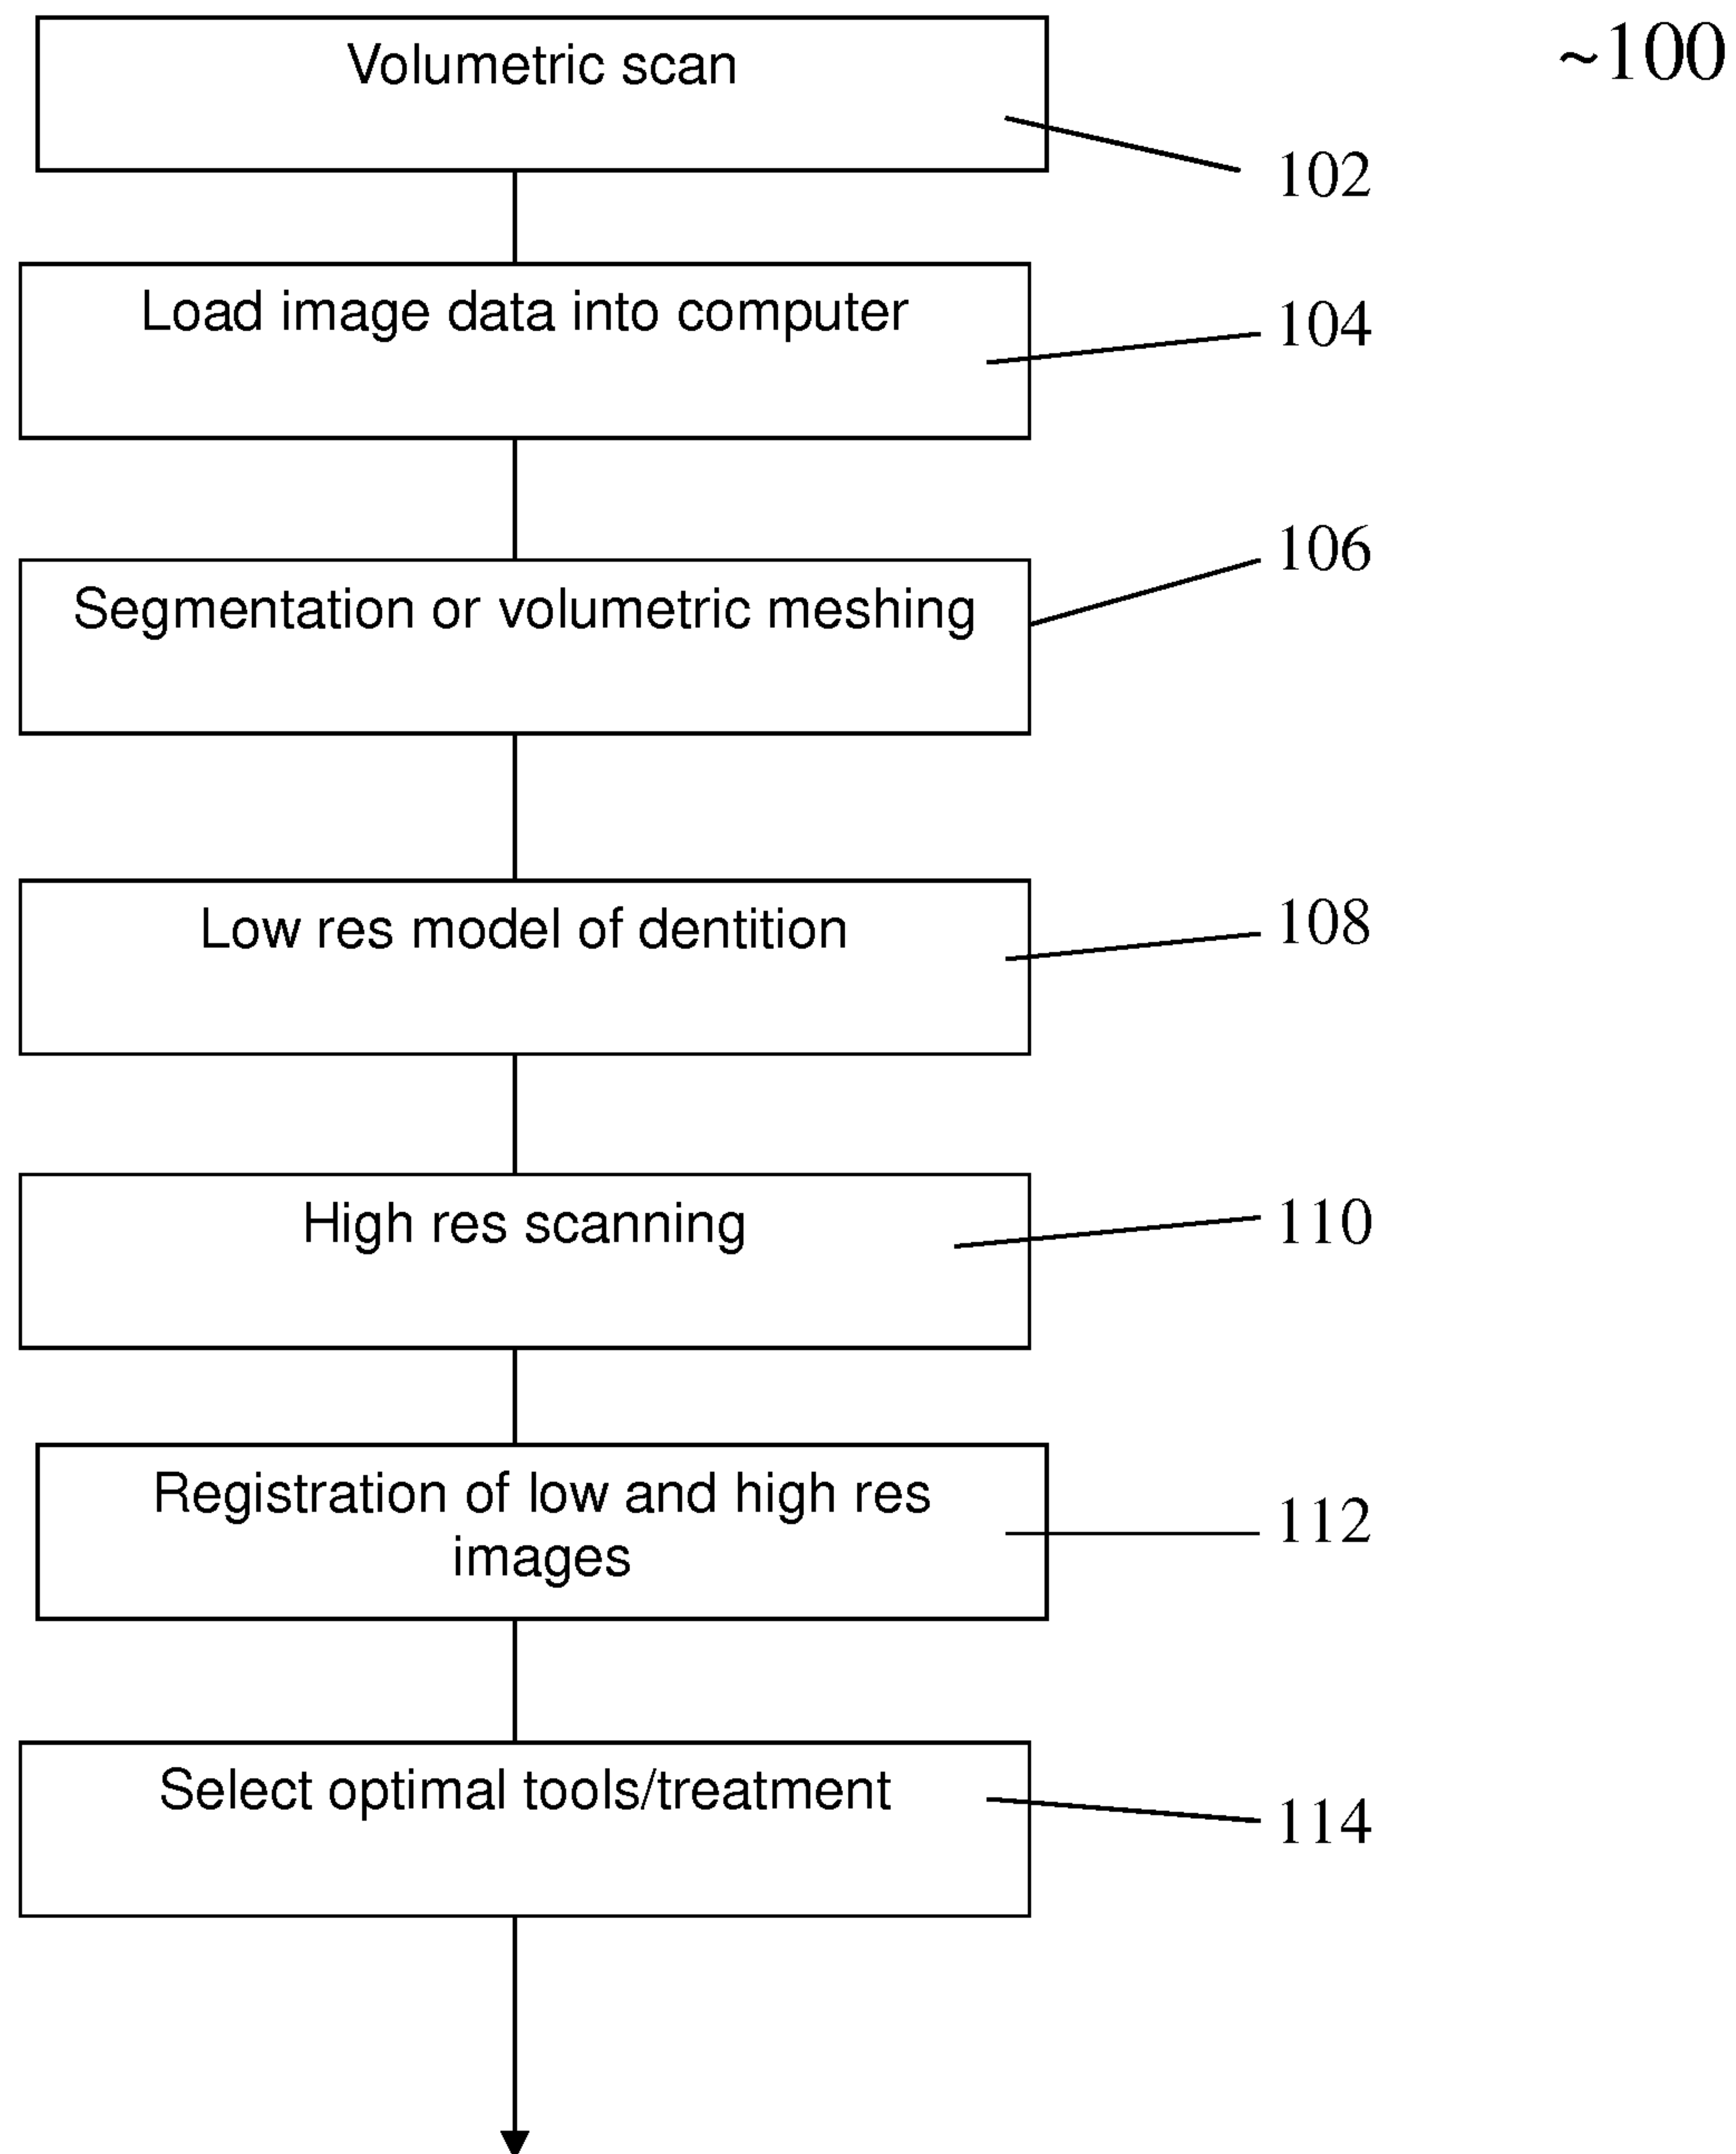 ~100
Volumetric scan
102
Load image data into computer
104
106
Segmentation or volumetric meshing
Low res model of dentition
108
High res scanning
110
Registration of low and high res
images
112
Select optimal tools/treatment
114